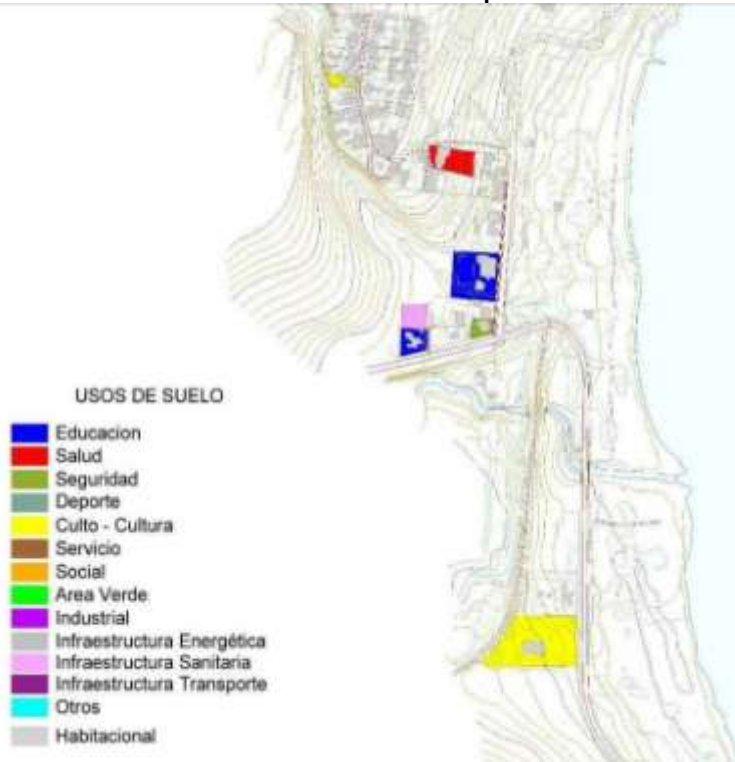 USOS DE SUELO
Educacion
Salud
Seguridad
Deporte
Culto - Cultura
Servicio
Social
Area Verde
Industrial
Infraestructura Energética
Infraestructura Sanitaria
Infraestructura Transporte
Otros
Habitacional